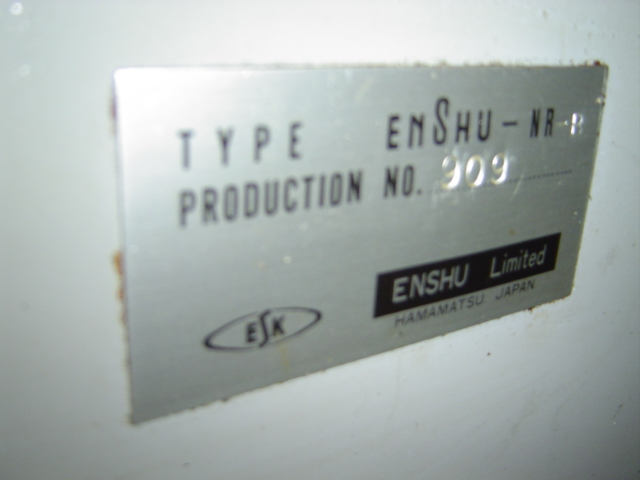 TYPE ENSHU-NR-R
PRODUCTION NO. 909
ESK
ENSHU Limited
HAMAMATSU. JAPAN